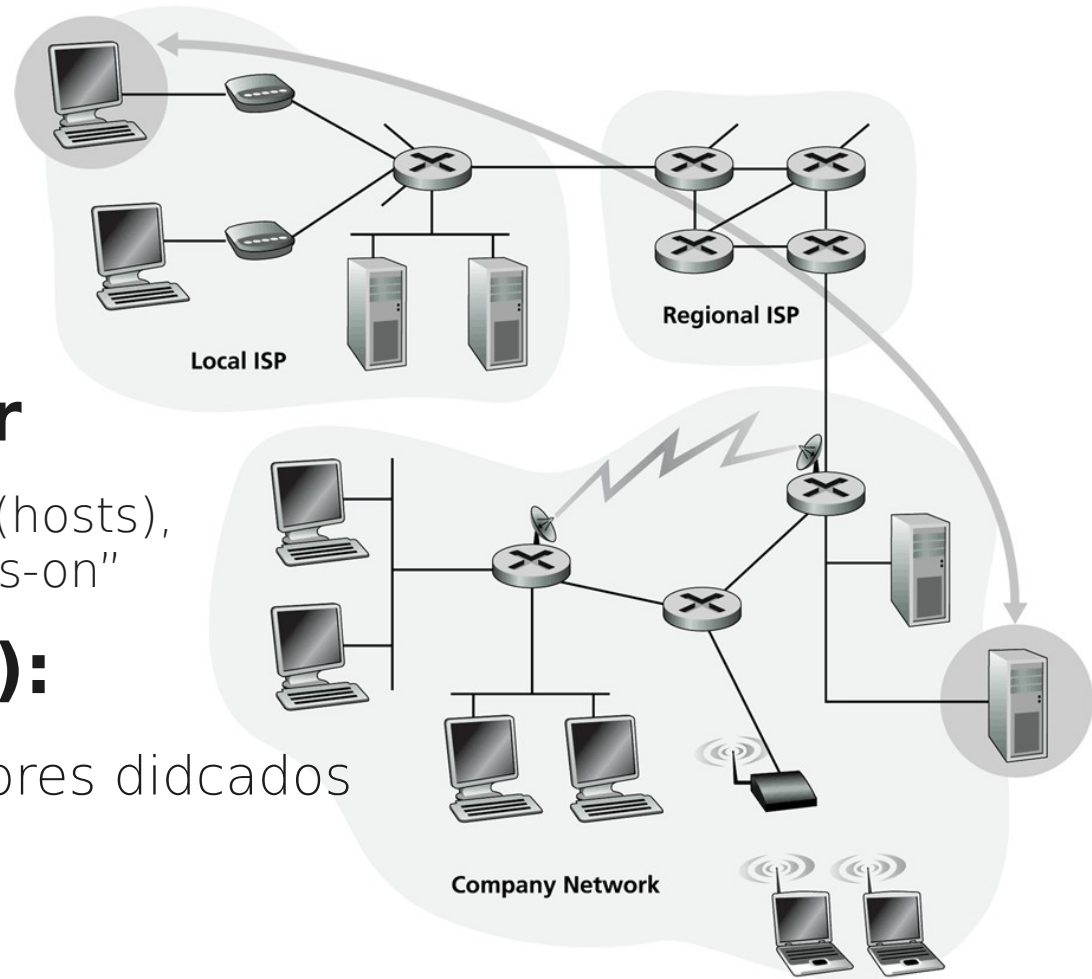 Regional ISP
Local ISP
r
(hosts),
s-on”
):
ores didcados
Company Network